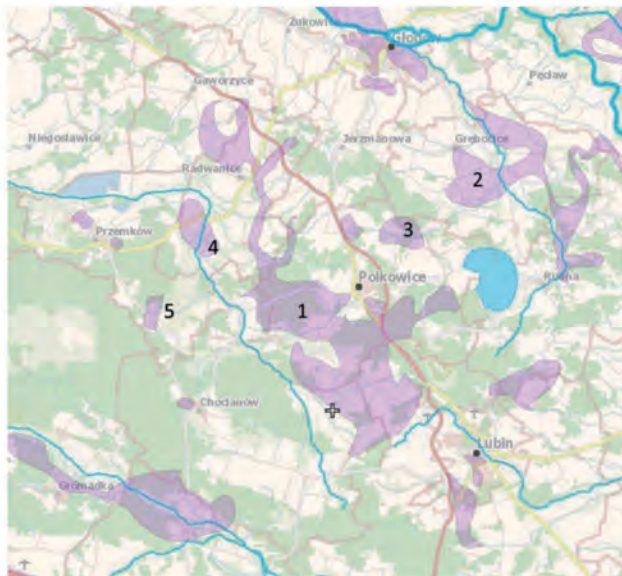 Żukowice
Głogów
Gaworzyce
Pęcław
Niegosławice
Jerzmanowa
Grębocice
Radwanice
2
3
Przemków
4
Polkowice
Rudna
5
1
Chocianów
Lubin
Gromadka